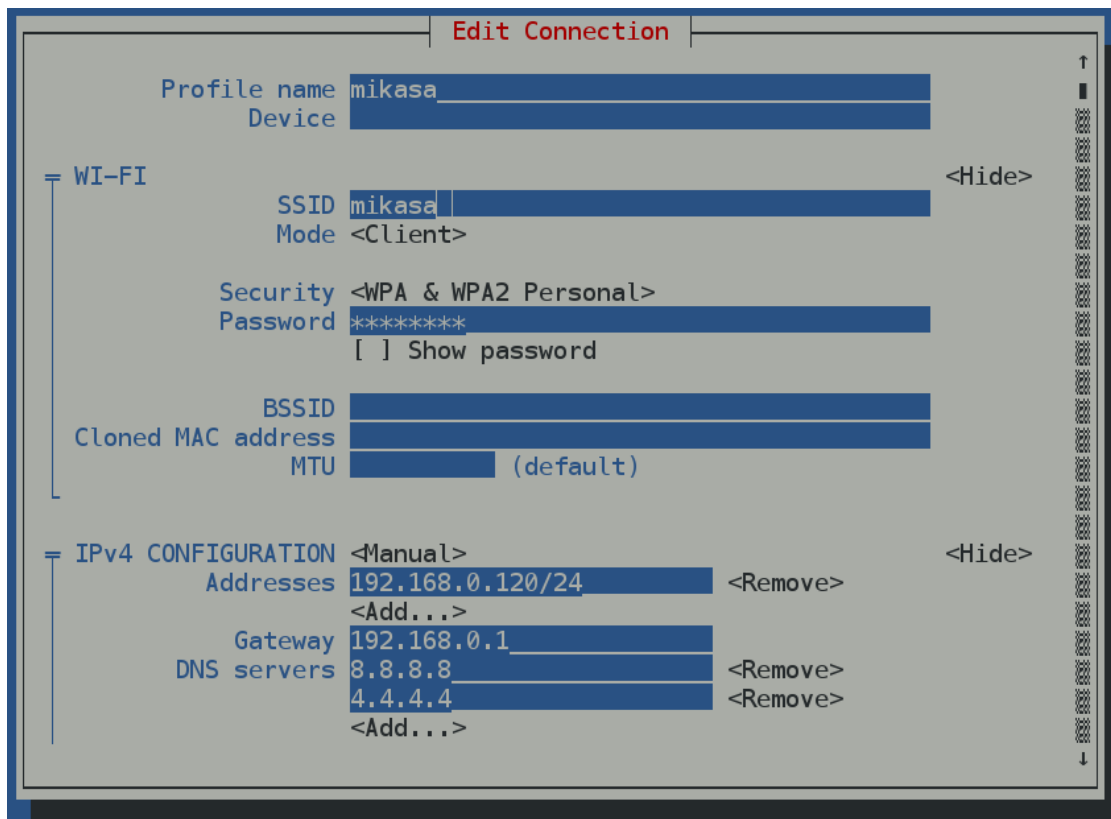 Edit Connection
Profile name mikasa
Device
WI-FI <Hide>
SSID mikasa
Mode <Client>
Security <WPA & WPA2 Personal>
Password ********
[ ] Show password
BSSID
Cloned MAC address
MTU (default)
IPv4 CONFIGURATION <Manual> <Hide>
Addresses 192.168.0.120/24 <Remove>
<Add...>
Gateway 192.168.0.1
DNS servers 8.8.8.8 <Remove>
4.4.4.4 <Remove>
<Add...>